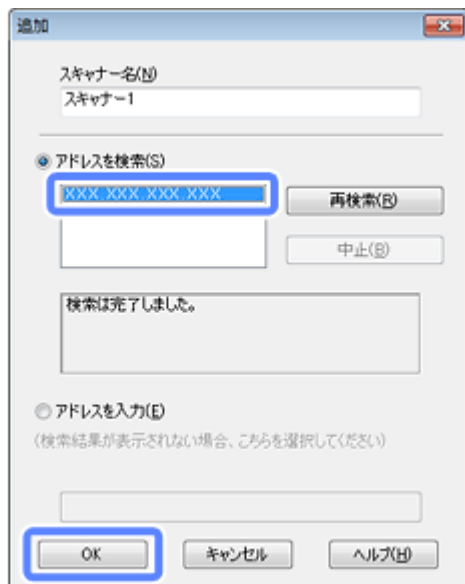 追加
スキャナー名(N)
スキャナー1
アドレスを検索(S)
XXX.XXX.XXX.XXX
再検索(R)
中止(B)
検索は完了しました。
アドレスを入力(E)
(検索結果が表示されない場合、こちらを選択してください)
OK
キャンセル
ヘルプ(H)